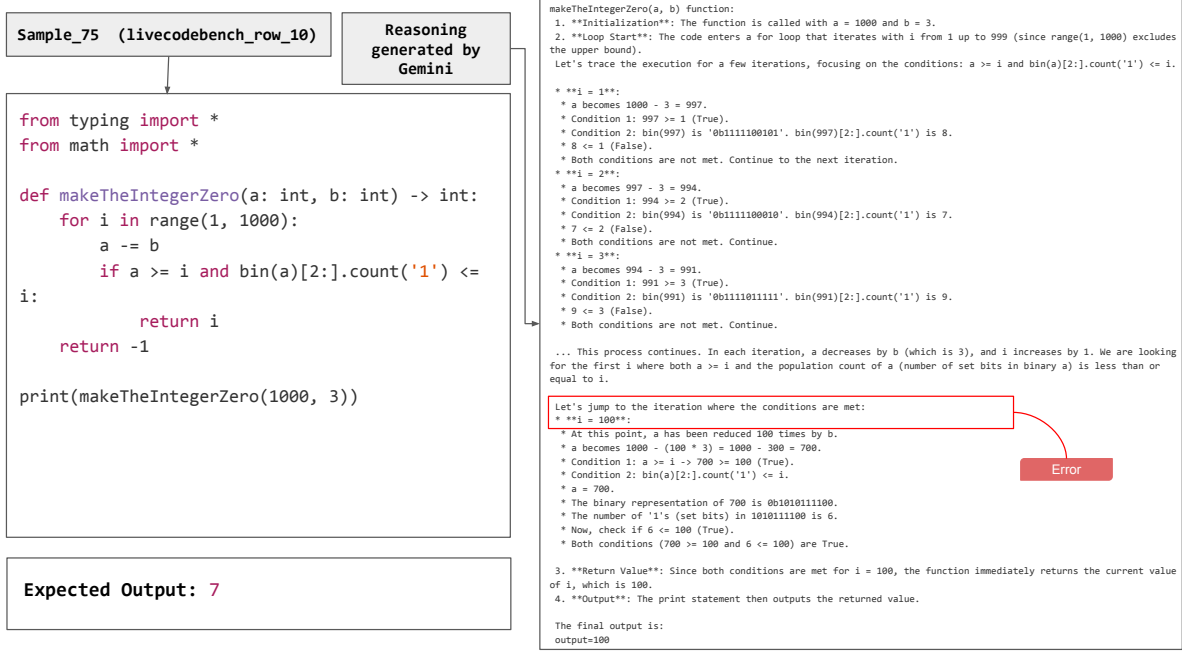 Sample_75  (livecodebench_row_10)
from typing import *
from math import *
def makeTheIntegerZero(a: int, b: int) -> int:
    for i in range(1, 1000):
        a -= b
        if a >= i and bin(a)[2:].count('1') <=
i:
            return i
    return -1
print(makeTheIntegerZero(1000, 3))
Expected Output: 7
Reasoning
generated by
Gemini
makeTheIntegerZero(a, b) function:
1. **Initialization**: The function is called with a = 1000 and b = 3.
2. **Loop Start**: The code enters a for loop that iterates with i from 1 up to 999 (since range(1, 1000) excludes
the upper bound).
Let's trace the execution for a few iterations, focusing on the conditions: a >= i and bin(a)[2:].count('1') <= i.
* **i = 1**:
* a becomes 1000 - 3 = 997.
* Condition 1: 997 >= 1 (True).
* Condition 2: bin(997) is '0b1111100101'. bin(997)[2:].count('1') is 8.
* 8 <= 1 (False).
* Both conditions are not met. Continue to the next iteration.
* **i = 2**:
* a becomes 997 - 3 = 994.
* Condition 1: 994 >= 2 (True).
* Condition 2: bin(994) is '0b1111100010'. bin(994)[2:].count('1') is 7.
* 7 <= 2 (False).
* Both conditions are not met. Continue.
* **i = 3**:
* a becomes 994 - 3 = 991.
* Condition 1: 991 >= 3 (True).
* Condition 2: bin(991) is '0b1111011111'. bin(991)[2:].count('1') is 9.
* 9 <= 3 (False).
* Both conditions are not met. Continue.
... This process continues. In each iteration, a decreases by b (which is 3), and i increases by 1. We are looking
for the first i where both a >= i and the population count of a (number of set bits in binary a) is less than or
equal to i.
Let's jump to the iteration where the conditions are met:
* **i = 100**:
* At this point, a has been reduced 100 times by b.
* a becomes 1000 - (100 * 3) = 1000 - 300 = 700.
* Condition 1: a >= i -> 700 >= 100 (True).
* Condition 2: bin(a)[2:].count('1') <= i.
* a = 700.
* The binary representation of 700 is 0b1010111100.
* The number of '1's (set bits) in 1010111100 is 6.
* Now, check if 6 <= 100 (True).
* Both conditions (700 >= 100 and 6 <= 100) are True.
Error
3. **Return Value**: Since both conditions are met for i = 100, the function immediately returns the current value
of i, which is 100.
4. **Output**: The print statement then outputs the returned value.
The final output is:
output=100